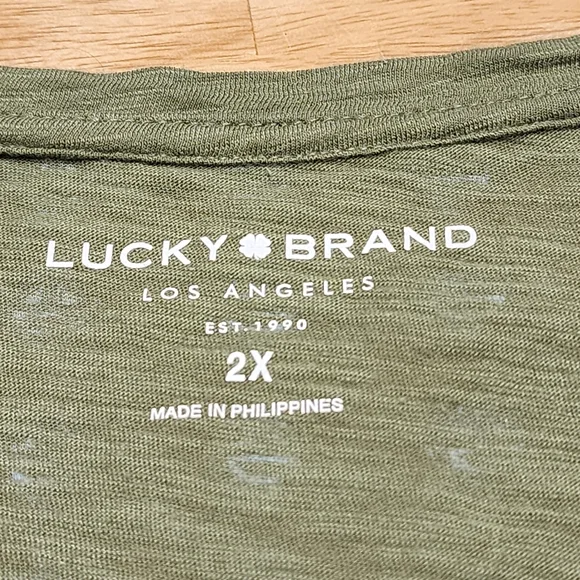 LUCKY BRAND
LOS ANGELES
EST. 1990
2X
MADE IN PHILIPPINES